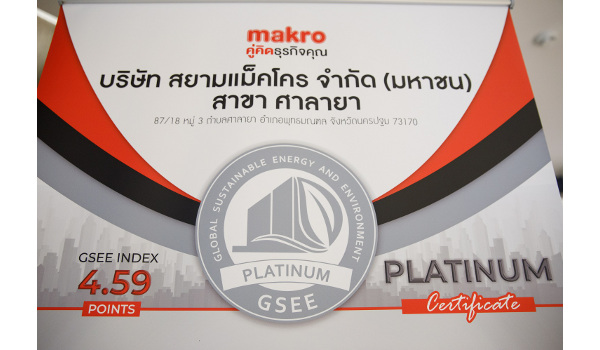 makro
คู่คิดธุรกิจคุณ
บริษัท สยามแม็คโคร จำกัด (มหาชน)
สาขา ศาลายา
87/18 หมู่ 3 ตำบลศาลายา อำเภอพุทธมณฑล จังหวัดนครปฐม 73170
GLOBAL SUSTAINABLE ENERGY AND ENVIRONMENT
PLATINUM
GSEE
GSEE INDEX
4.59
POINTS
PLATINUM
Certificate